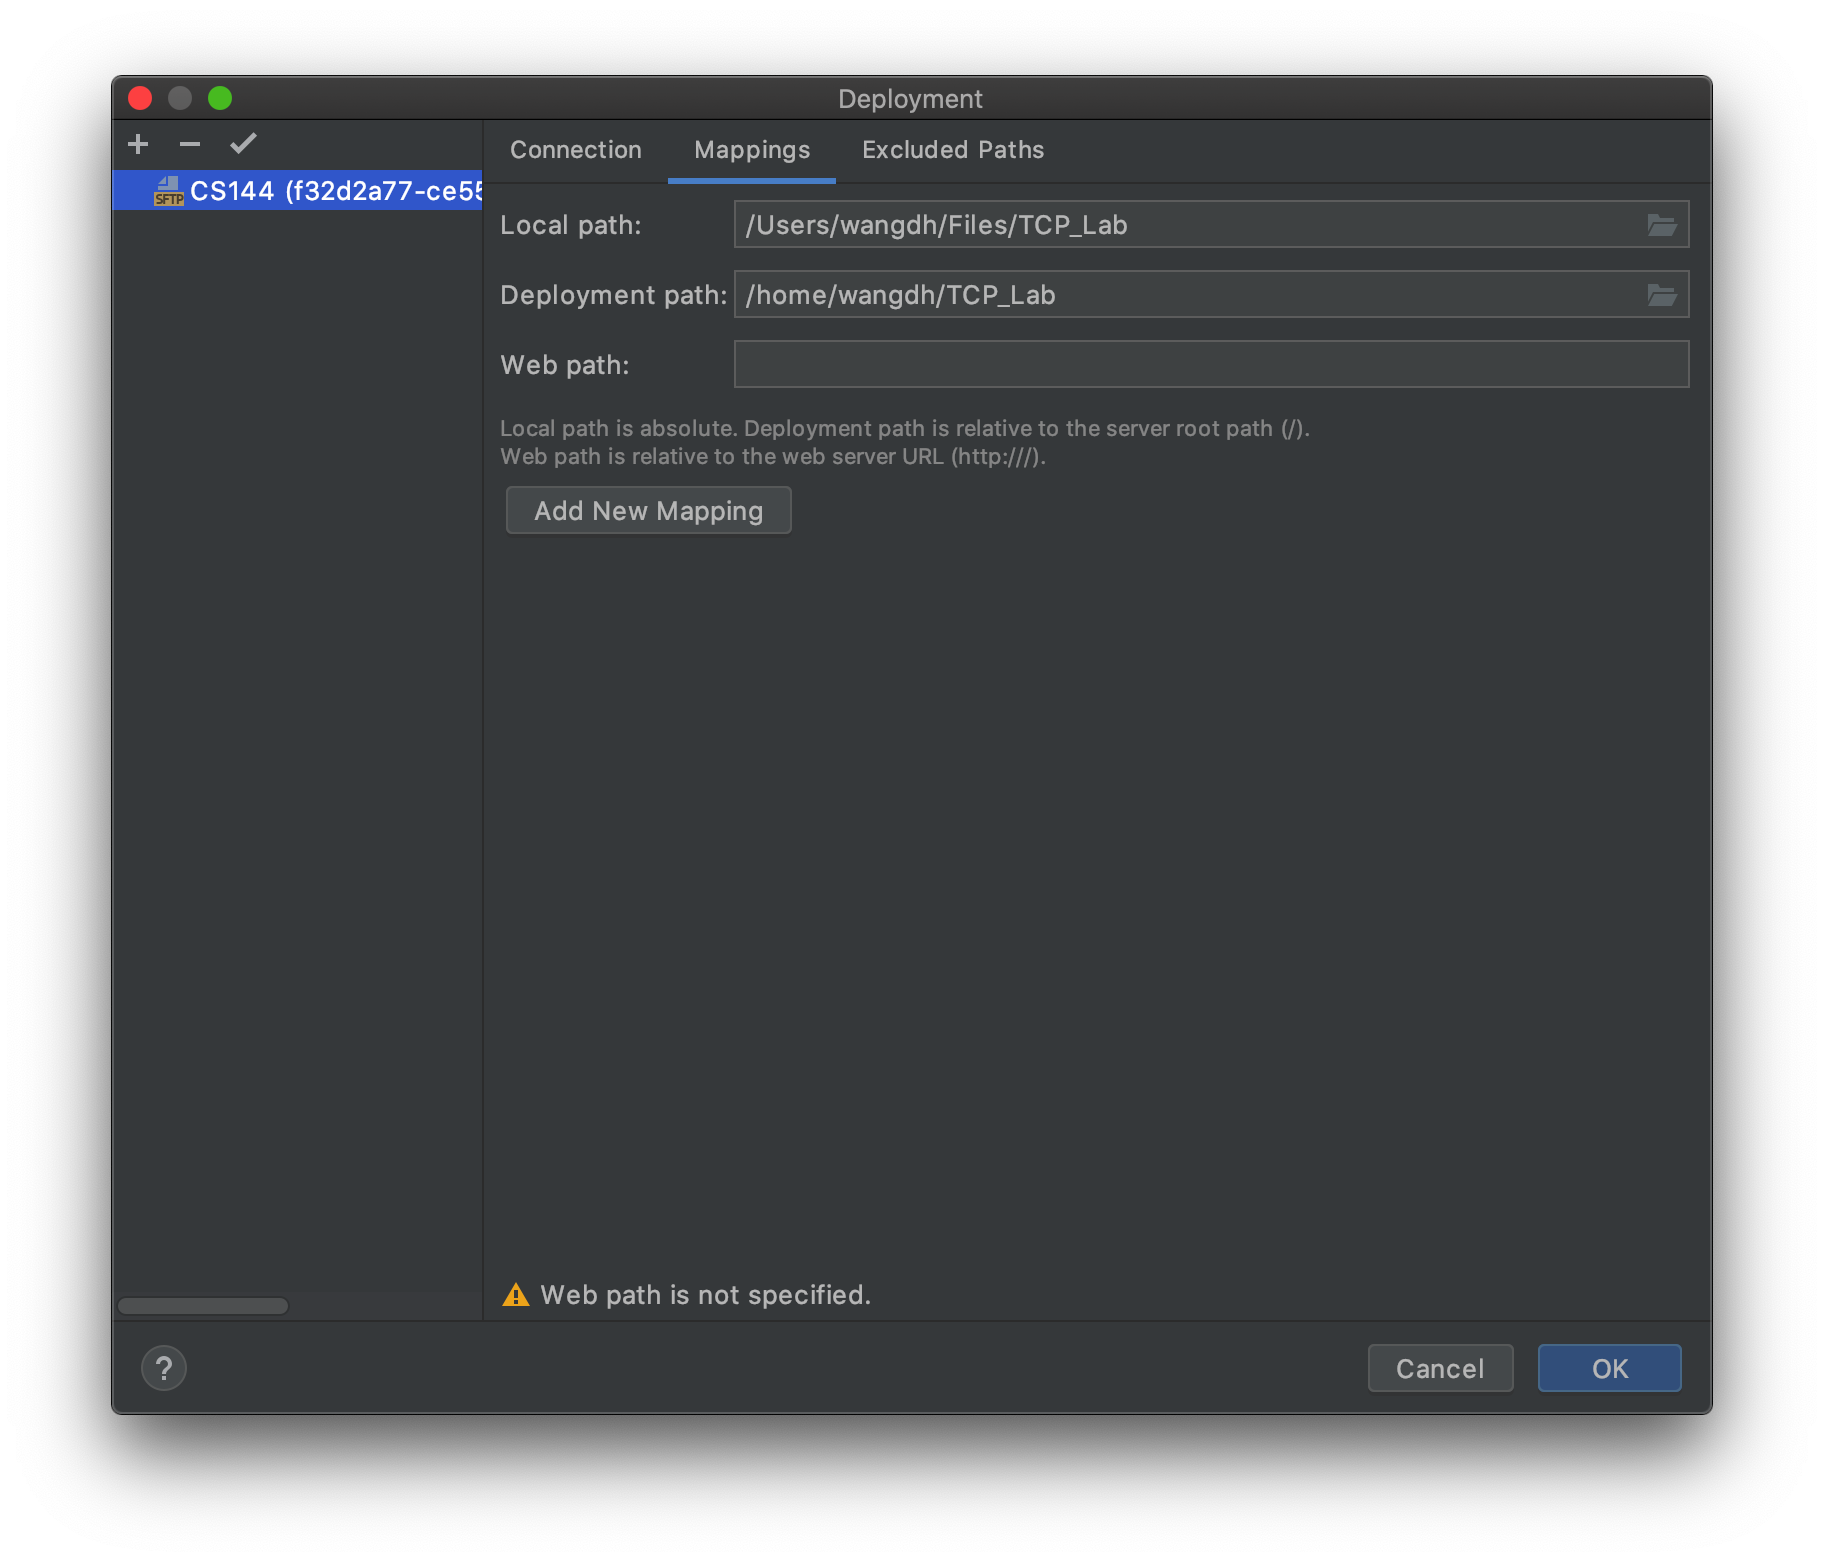 Deployment
SFTP CS144 (f32d2a77-ce55
Connection Mappings Excluded Paths
Local path: /Users/wangdh/Files/TCP_Lab
Deployment path: /home/wangdh/TCP_Lab
Web path:
Local path is absolute. Deployment path is relative to the server root path (/).
Web path is relative to the web server URL (http:///).
Add New Mapping
Web path is not specified.
? Cancel OK